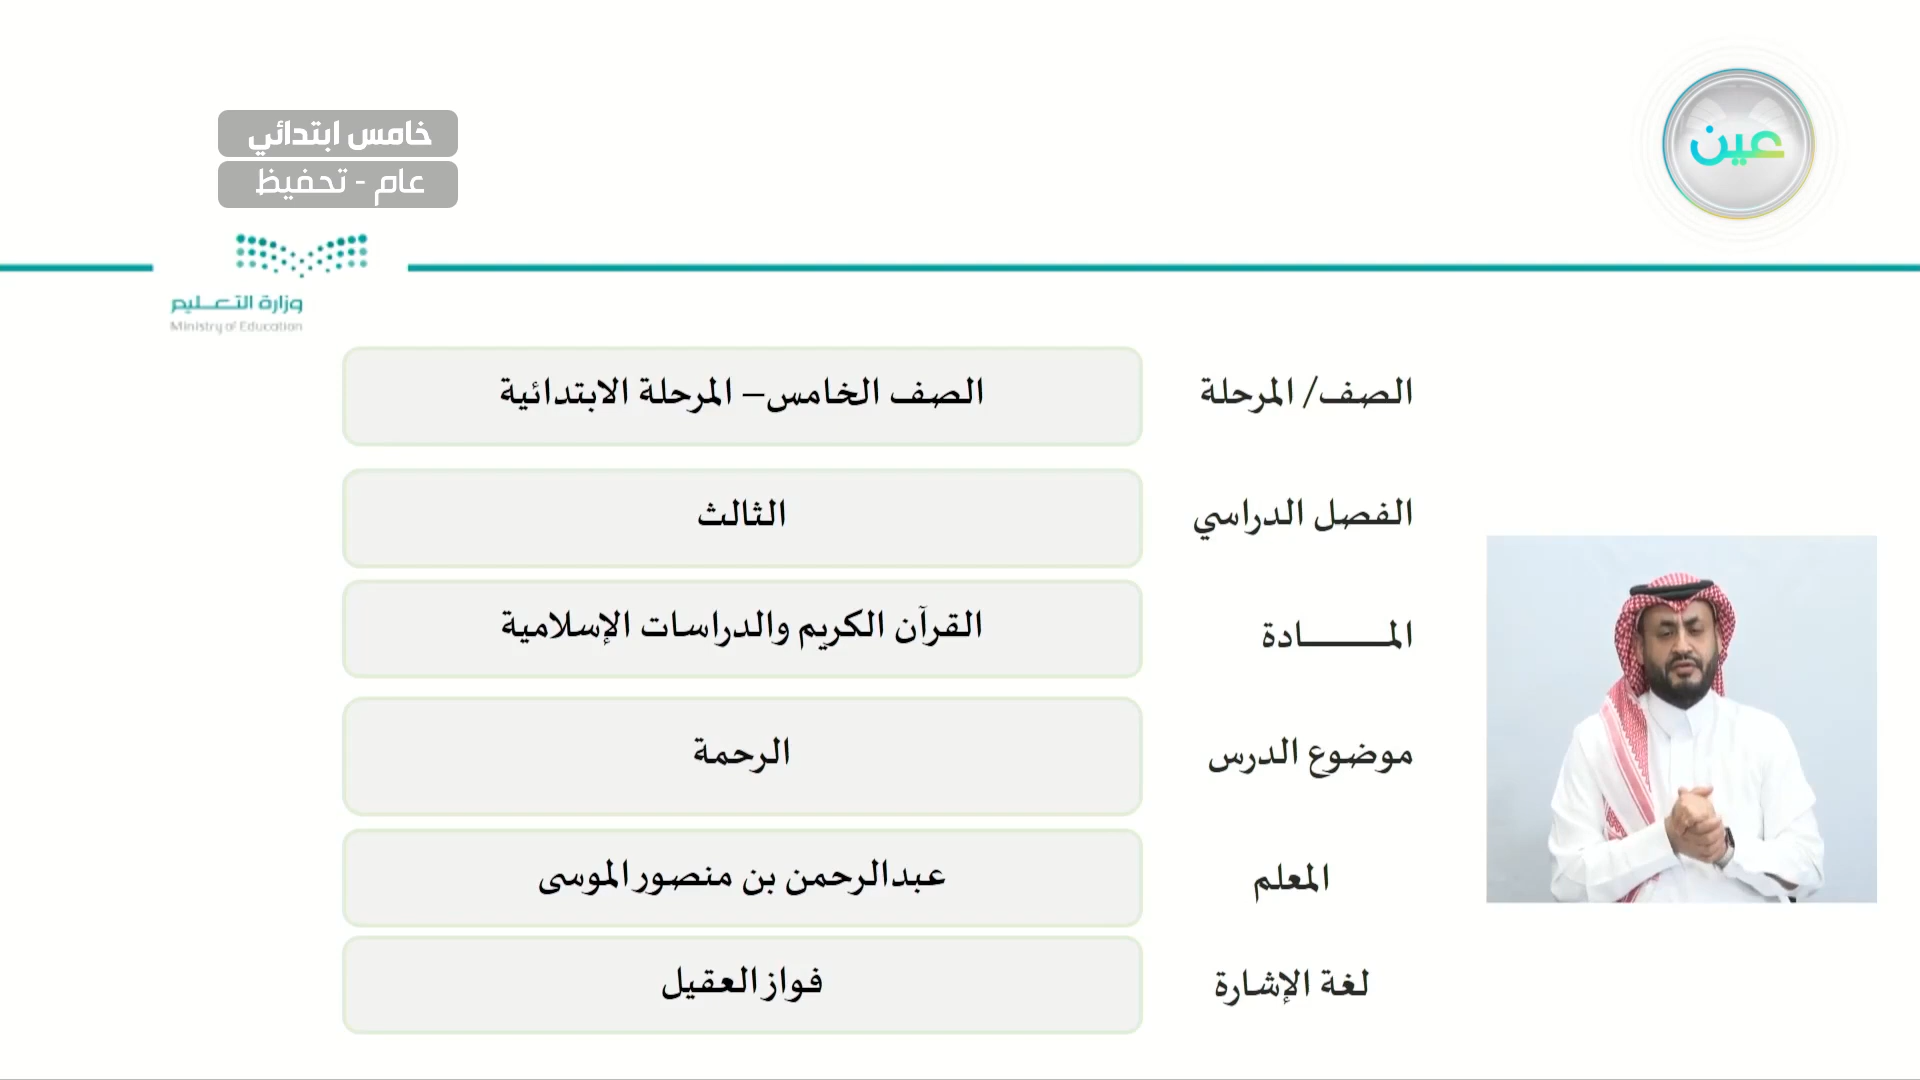 عين
خامس ابتدائي
عام - تحفيظ
وزارة التعليم
Ministry of Education
الصف/ المرحلة
الصف الخامس– المرحلة الابتدائية
الفصل الدراسي
الثالث
المــــــــادة
القرآن الكريم والدراسات الإسلامية
موضوع الدرس
الرحمة
المعلم
عبدالرحمن بن منصور الموسى
لغة الإشارة
فواز العقيل